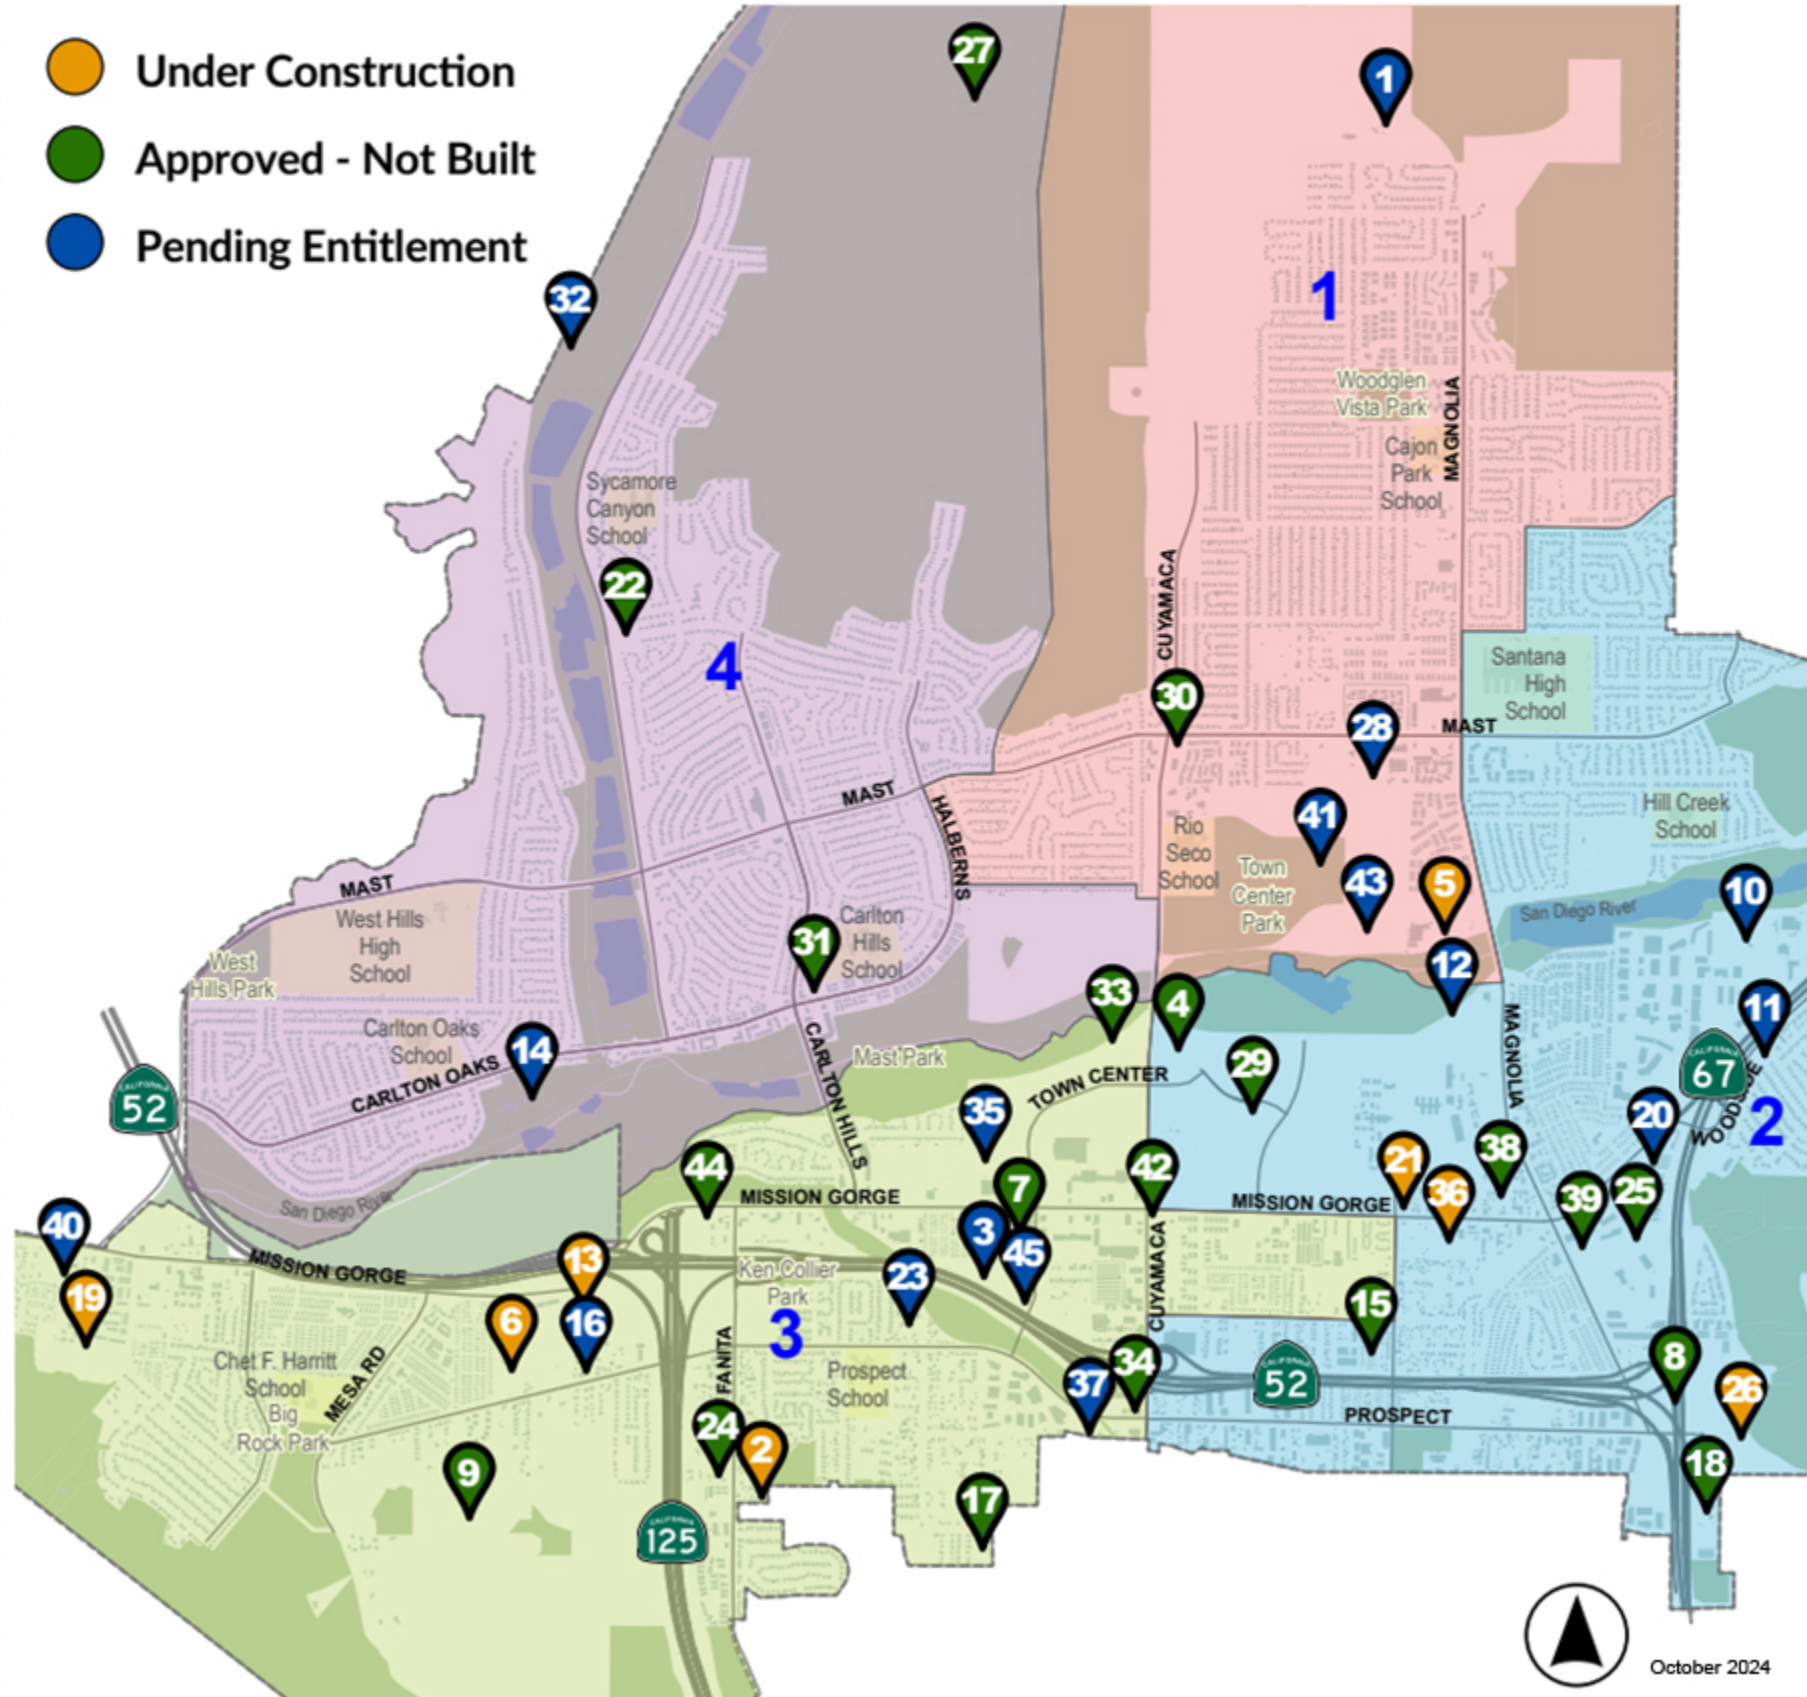 Under Construction
Approved - Not Built
Pending Entitlement
27
1
32
1
Woodglen
Vista Park
MAGNOLIA
Cajon
Park
School
Sycamore
Canyon
School
22
4
CUYAMACA
30
28
MAST
Santana
High
School
MAST
HALBERNS
41
Rio
Seco
School
Town
Center
Park
43
5
Hill Creek
School
San Diego River
10
MAST
West Hills
High
School
West
Hills Park
31
Carlton
Hills
School
12
33
4
11
Carlton Oaks
School
14
CARLTON OAKS
CARLTON HILLS
Mast Park
29
MAGNOLIA
CALIFORNIA
67
CALIFORNIA
52
TOWN CENTER
35
20
2
44
MISSION GORGE
7
42
MISSION GORGE
21
36
38
39
25
San Diego River
40
MISSION GORGE
13
3
45
23
Ken Collier
Park
CUYAMACA
19
6
16
3
15
Chet F. Harritt
School
Big
Rock Park
MESA RD
FANITA
Prospect
School
37
34
CALIFORNIA
52
8
26
PROSPECT
24
2
9
17
18
CALIFORNIA
125
October 2024